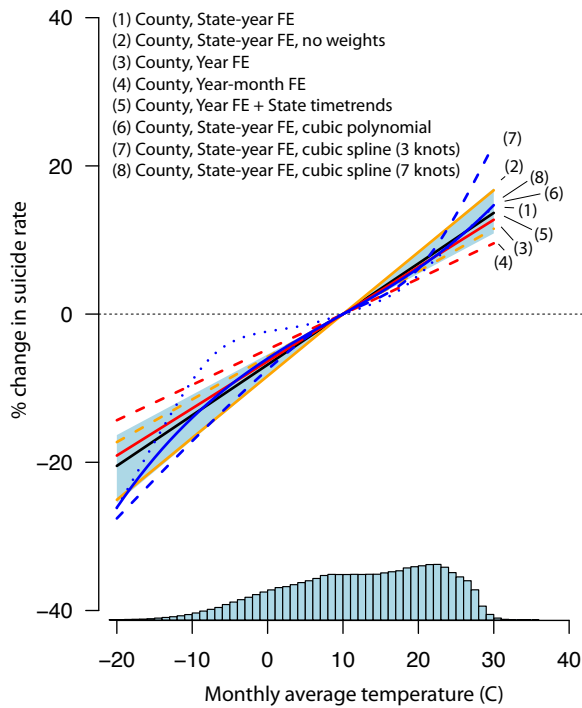 40
(1) County, State-year FE
(2) County, State-year FE, no weights
(3) County, Year FE
(4) County, Year-month FE
(5) County, Year FE + State timetrends
(6) County, State-year FE, cubic polynomial
(7) County, State-year FE, cubic spline (3 knots)
(8) County, State-year FE, cubic spline (7 knots)
(7)
(2)
(8)
(6)
(1)
(5)
(3)
(4)
20
0
−20
−40
% change in suicide rate
−20 −10 0 10 20 30 40
Monthly average temperature (C)